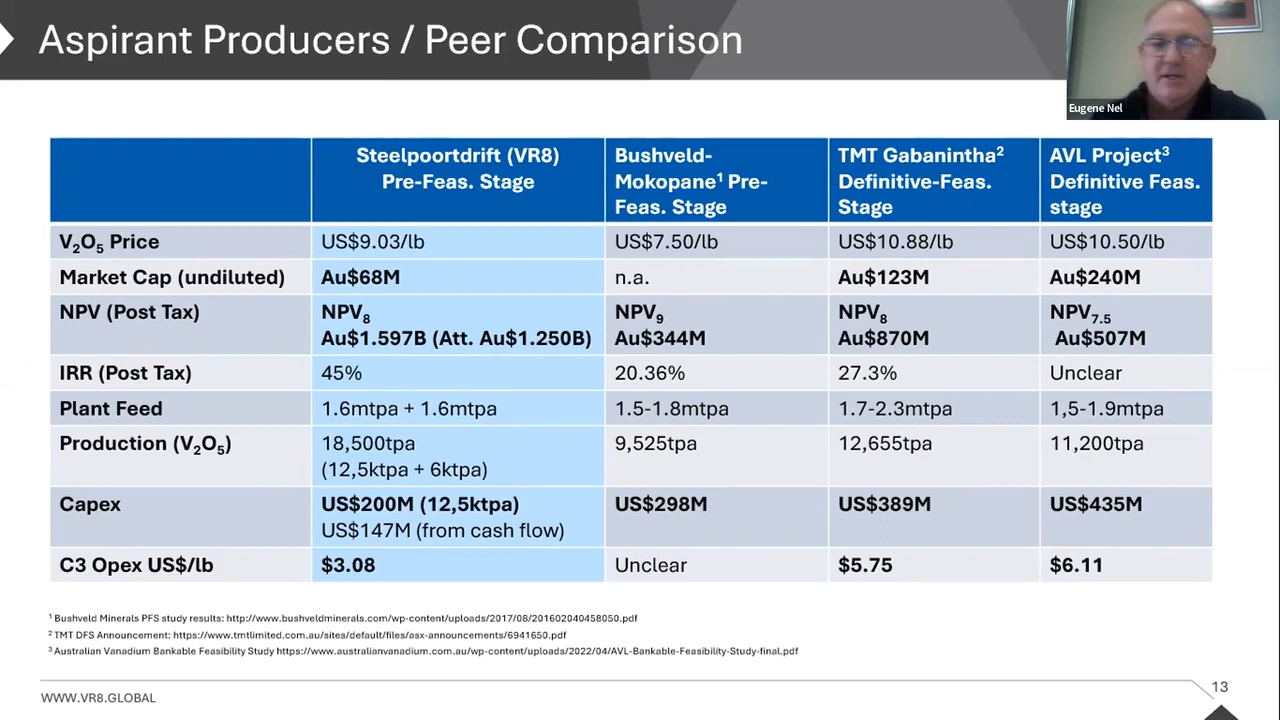 Aspirant Producers / Peer Comparison
Eugene Nel
Steelpoortdrift (VR8)
Pre-Feas. Stage
Bushveld-
Mokopane¹ Pre-
Feas. Stage
TMT Gabanintha²
Definitive-Feas.
Stage
AVL Project³
Definitive Feas.
stage
V₂O₅ Price
US$9.03/lb
US$7.50/lb
US$10.88/lb
US$10.50/lb
Market Cap (undiluted)
Au$68M
n.a.
Au$123M
Au$240M
NPV (Post Tax)
NPV₈
Au$1.597B (Att. Au$1.250B)
NPV₉
Au$344M
NPV₈
Au$870M
NPV₇.₅
Au$507M
IRR (Post Tax)
45%
20.36%
27.3%
Unclear
Plant Feed
1.6mtpa + 1.6mtpa
1.5-1.8mtpa
1.7-2.3mtpa
1,5-1.9mtpa
Production (V₂O₅)
18,500tpa
(12,5ktpa + 6ktpa)
9,525tpa
12,655tpa
11,200tpa
Capex
US$200M (12,5ktpa)
US$147M (from cash flow)
US$298M
US$389M
US$435M
C3 Opex US$/lb
$3.08
Unclear
$5.75
$6.11
¹ Bushveld Minerals PFS study results: http://www.bushveldminerals.com/wp-content/uploads/2017/08/201602040458050.pdf
² TMT DFS Announcement: https://www.tmtlimited.com.au/sites/default/files/asx-announcements/6941650.pdf
³ Australian Vanadium Bankable Feasibility Study https://www.australianvanadium.com.au/wp-content/uploads/2022/04/AVL-Bankable-Feasibility-Study-final.pdf
WWW.VR8.GLOBAL
13